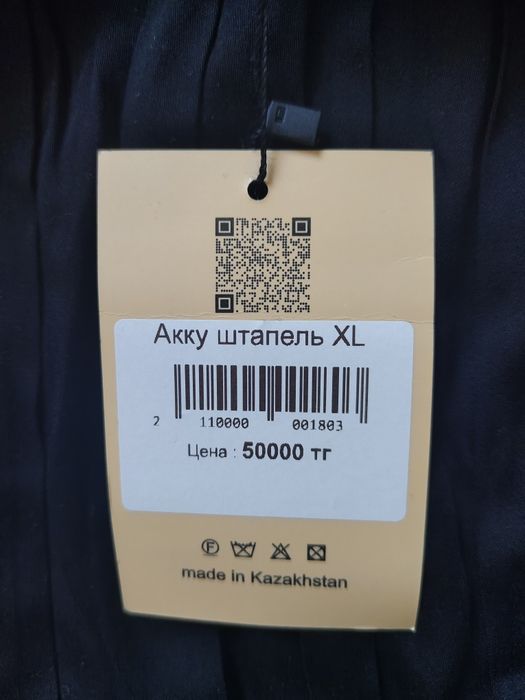 Акку штапель XL
2 110000 001803
Цена : 50000 тг
F
made in Kazakhstan